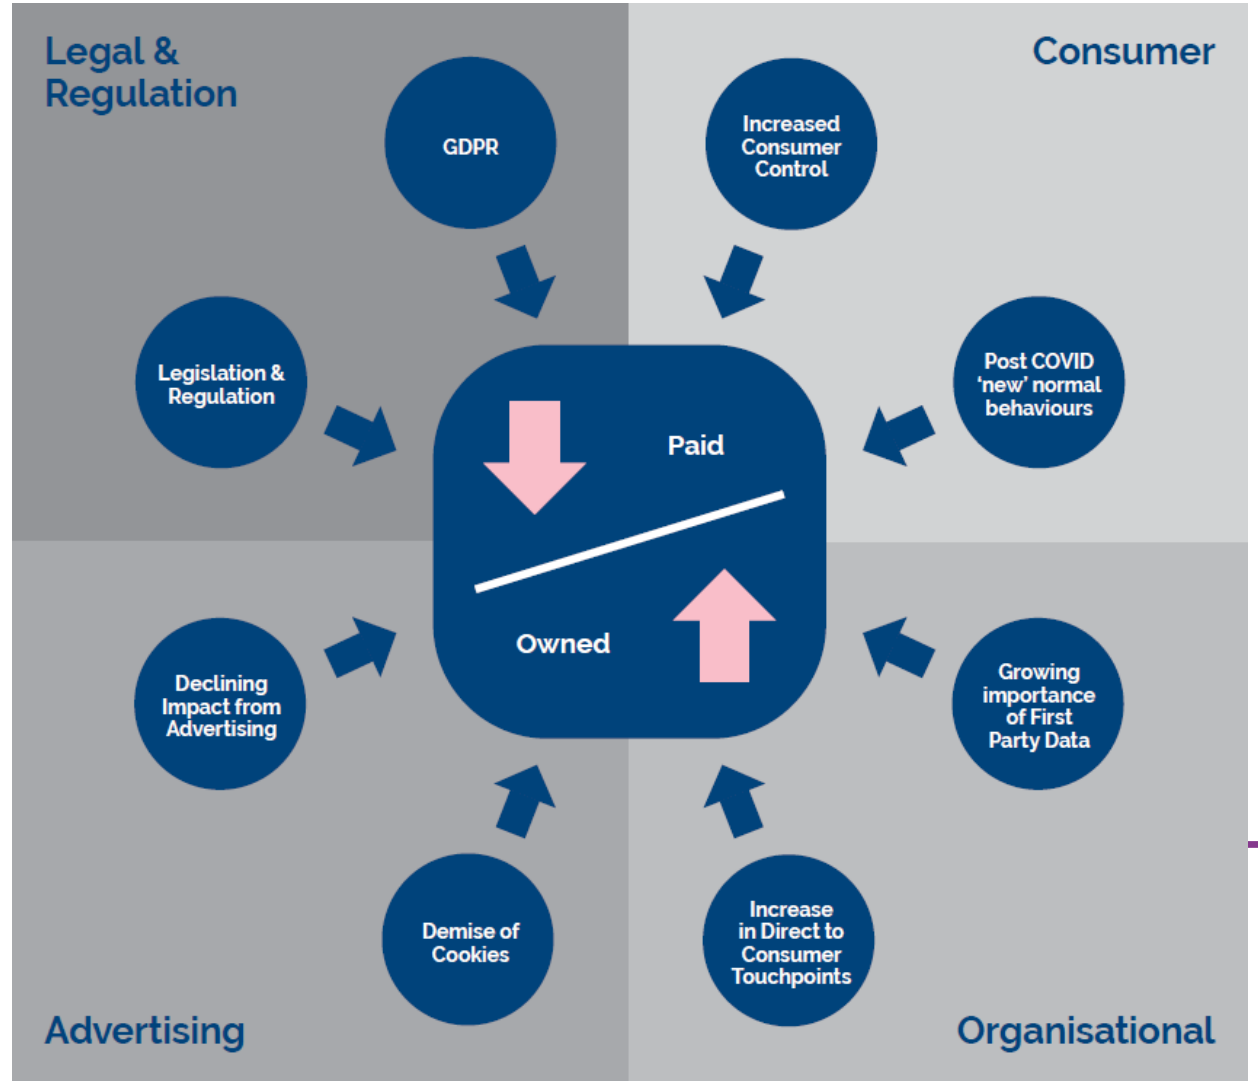 Legal &
Regulation
Consumer
GDPR
Increased
Consumer
Control
Legislation &
Regulation
Post COVID
‘new’ normal
behaviours
Paid
Owned
Declining
Impact from
Advertising
Growing
importance
of First
Party Data
Demise of
Cookies
Increase
in Direct to
Consumer
Touchpoints
Advertising
Organisational